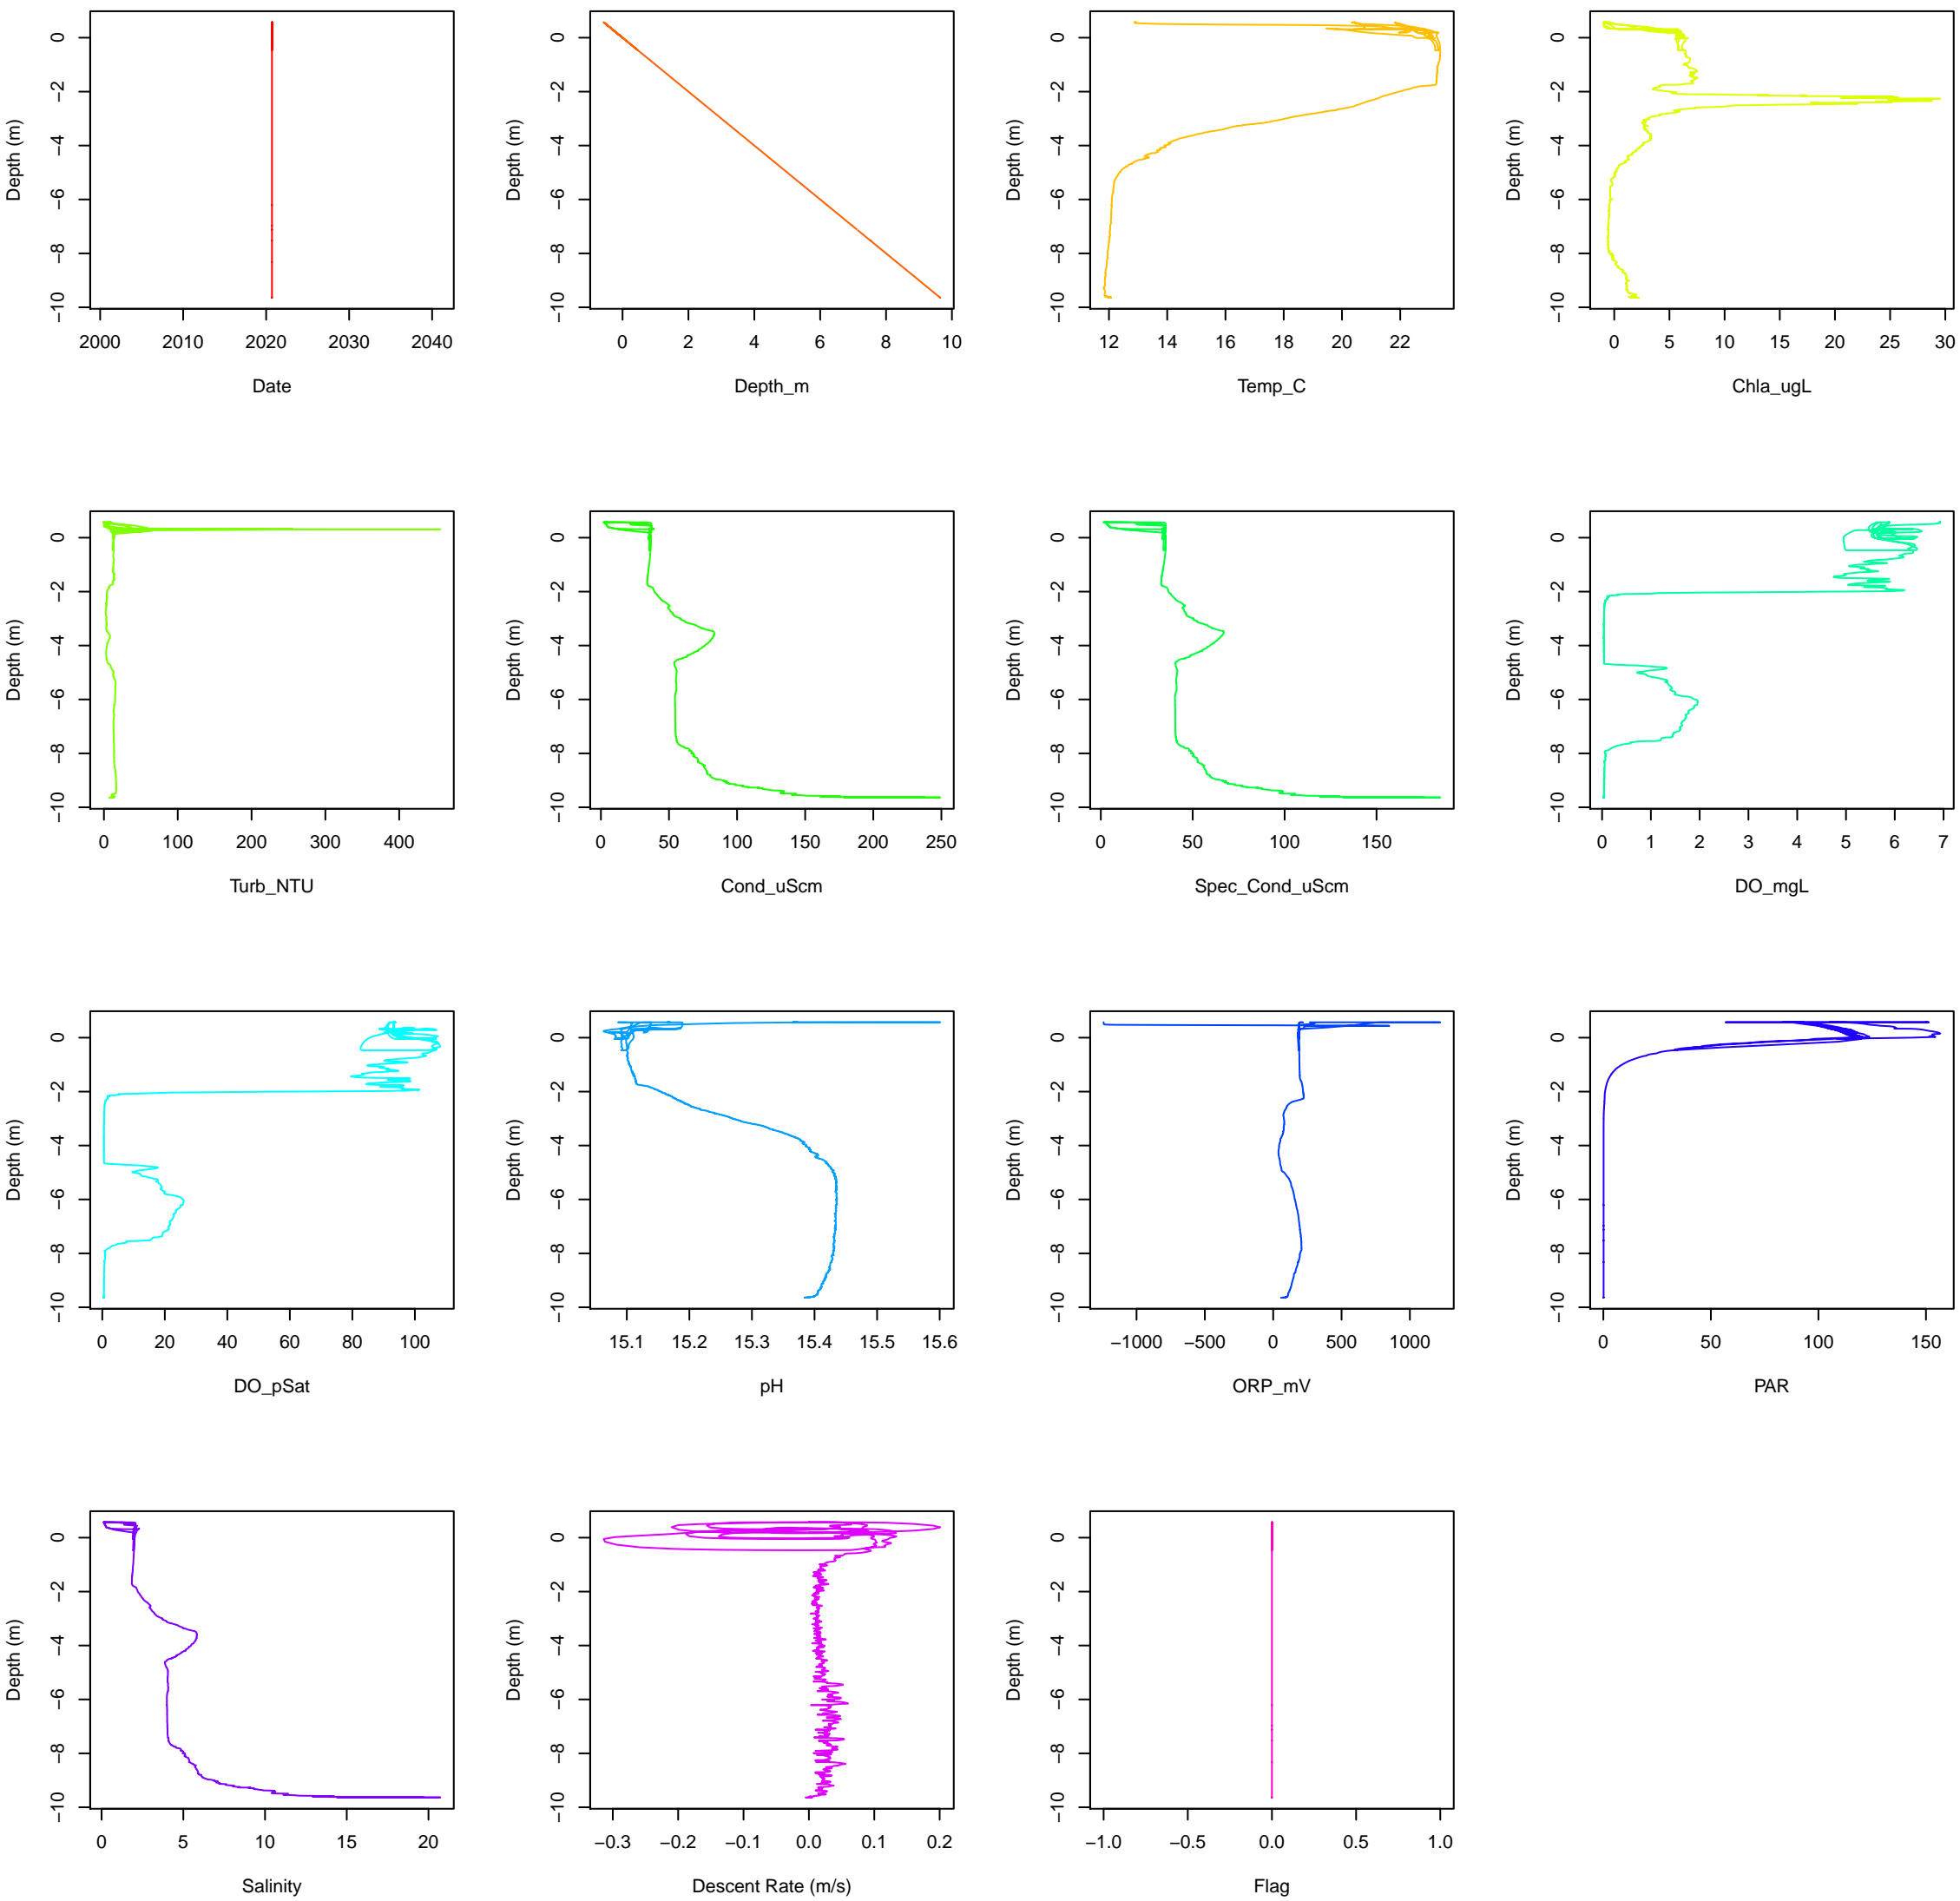 Depth (m)
0
−2
−4
−6
−8
−10
2000 2010 2020 2030 2040
Date
Depth (m)
0
−2
−4
−6
−8
−10
0 2 4 6 8 10
Depth_m
Depth (m)
0
−2
−4
−6
−8
−10
12 14 16 18 20 22
Temp_C
Depth (m)
0
−2
−4
−6
−8
−10
0 5 10 15 20 25 30
Chla_ugL
Depth (m)
0
−2
−4
−6
−8
−10
0 100 200 300 400
Turb_NTU
Depth (m)
0
−2
−4
−6
−8
−10
0 50 100 150 200 250
Cond_uScm
Depth (m)
0
−2
−4
−6
−8
−10
0 50 100 150
Spec_Cond_uScm
Depth (m)
0
−2
−4
−6
−8
−10
0 1 2 3 4 5 6 7
DO_mgL
Depth (m)
0
−2
−4
−6
−8
−10
0 20 40 60 80 100
DO_pSat
Depth (m)
0
−2
−4
−6
−8
−10
15.1 15.2 15.3 15.4 15.5 15.6
pH
Depth (m)
0
−2
−4
−6
−8
−10
−1000 −500 0 500 1000
ORP_mV
Depth (m)
0
−2
−4
−6
−8
−10
0 50 100 150
PAR
Depth (m)
0
−2
−4
−6
−8
−10
0 5 10 15 20
Salinity
Depth (m)
0
−2
−4
−6
−8
−10
−0.3 −0.2 −0.1 0.0 0.1 0.2
Descent Rate (m/s)
Depth (m)
0
−2
−4
−6
−8
−10
−1.0 −0.5 0.0 0.5 1.0
Flag